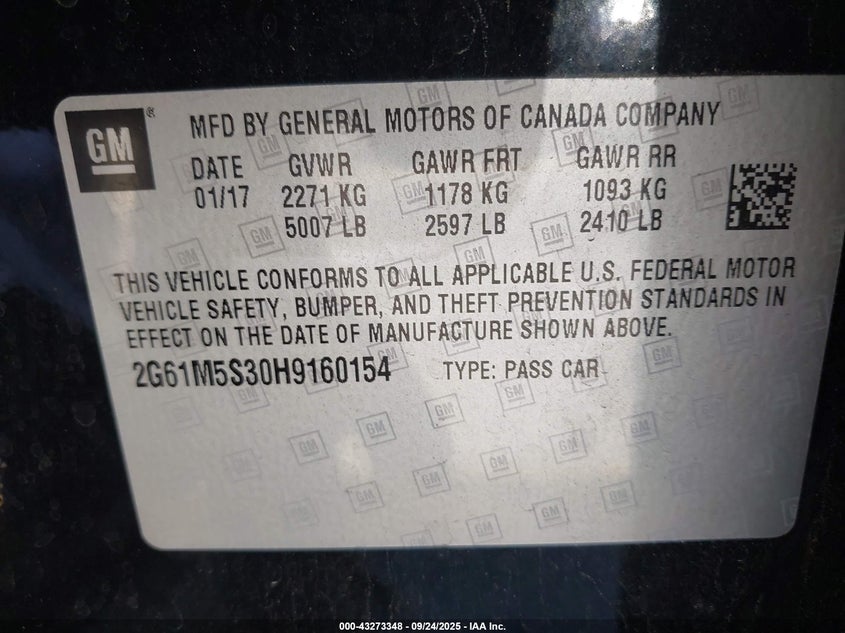 GM ® MFD BY GENERAL MOTORS OF CANADA COMPANY
DATE GVWR GAWR FRT GAWR RR
01/17 2271 KG 1178 KG 1093 KG
5007 LB 2597 LB 2410 LB
THIS VEHICLE CONFORMS TO ALL APPLICABLE U.S. FEDERAL MOTOR
VEHICLE SAFETY, BUMPER, AND THEFT PREVENTION STANDARDS IN
EFFECT ON THE DATE OF MANUFACTURE SHOWN ABOVE.
2G61M5S30H9160154 TYPE: PASS CAR
000-43273348 - 09/24/2025 - IAA Inc.